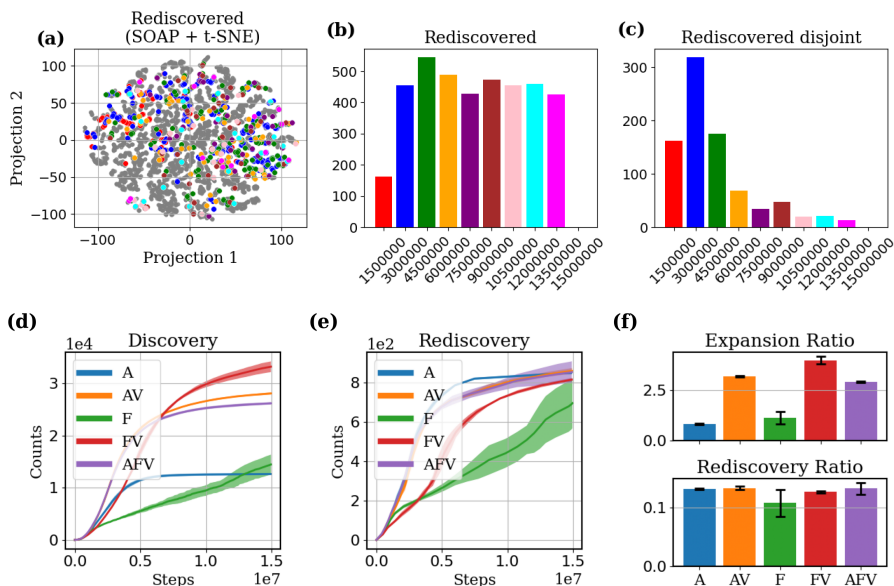 (a)
Rediscovered
(SOAP + t-SNE)
Projection 2
100
50
0
−50
−100
−100
0
100
Projection 1
(b)
Rediscovered
500
400
300
200
100
0
1500000
3000000
4500000
6000000
7500000
9000000
10500000
12000000
13500000
15000000
(c)
Rediscovered disjoint
300
200
100
0
1500000
3000000
4500000
6000000
7500000
9000000
10500000
12000000
13500000
15000000
(d)
1e4
Discovery
Counts
3
2
1
0
A
AV
F
FV
AFV
0.0
0.5
1.0
1.5
Steps
1e7
(e)
1e2
Rediscovery
Counts
8
6
4
2
0
A
AV
F
FV
AFV
0.0
0.5
1.0
1.5
Steps
1e7
(f)
Expansion Ratio
2.5
0.0
Rediscovery Ratio
0.1
0.0
A
AV
F
FV
AFV